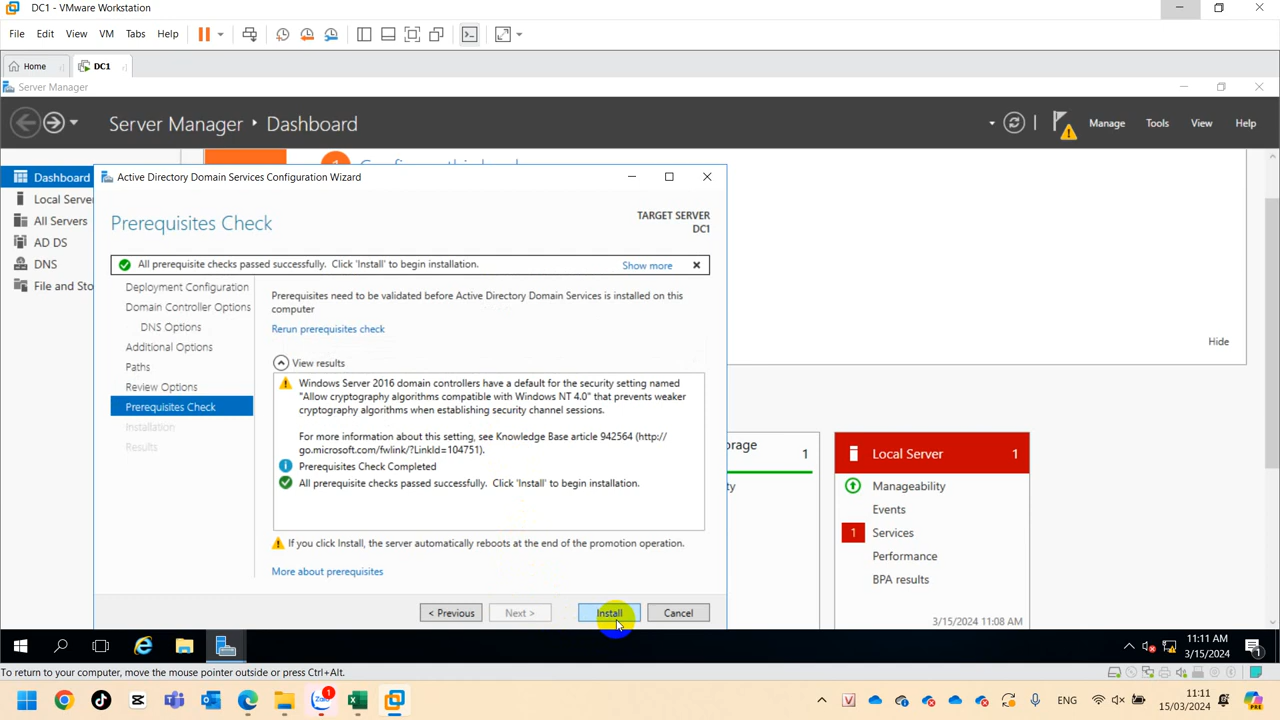 DC1 - VMware Workstation
File Edit View VM Tabs Help
Home DC1
Server Manager
Server Manager Dashboard Manage Tools View Help
Dashboard
Local Serve
All Servers
AD DS
DNS
File and Sto
1
Active Directory Domain Services Configuration Wizard
Prerequisites Check
TARGET SERVER
DC1
All prerequisite checks passed successfully. Click 'Install' to begin installation. Show more
Deployment Configuration
Domain Controller Options
DNS Options
Additional Options
Paths
Review Options
Prerequisites Check
Installation
Results
Prerequisites need to be validated before Active Directory Domain Services is installed on this
computer
Rerun prerequisites check
View results
Windows Server 2016 domain controllers have a default for the security setting named
"Allow cryptography algorithms compatible with Windows NT 4.0" that prevents weaker
cryptography algorithms when establishing security channel sessions.
For more information about this setting, see Knowledge Base article 942564 (http://
go.microsoft.com/fwlink/?LinkId=104751).
Prerequisites Check Completed
All prerequisite checks passed successfully. Click 'Install' to begin installation.
If you click Install, the server automatically reboots at the end of the promotion operation.
More about prerequisites
< Previous Next > Install Cancel
Hide
orage 1
ty
Local Server 1
Manageability
Events
1 Services
Performance
BPA results
3/15/2024 11:08 AM
11:11 AM
3/15/2024
1
To return to your computer, move the mouse pointer outside or press Ctrl+Alt.
Zalo 1
V
ENG
11:11
15/03/2024
PRE